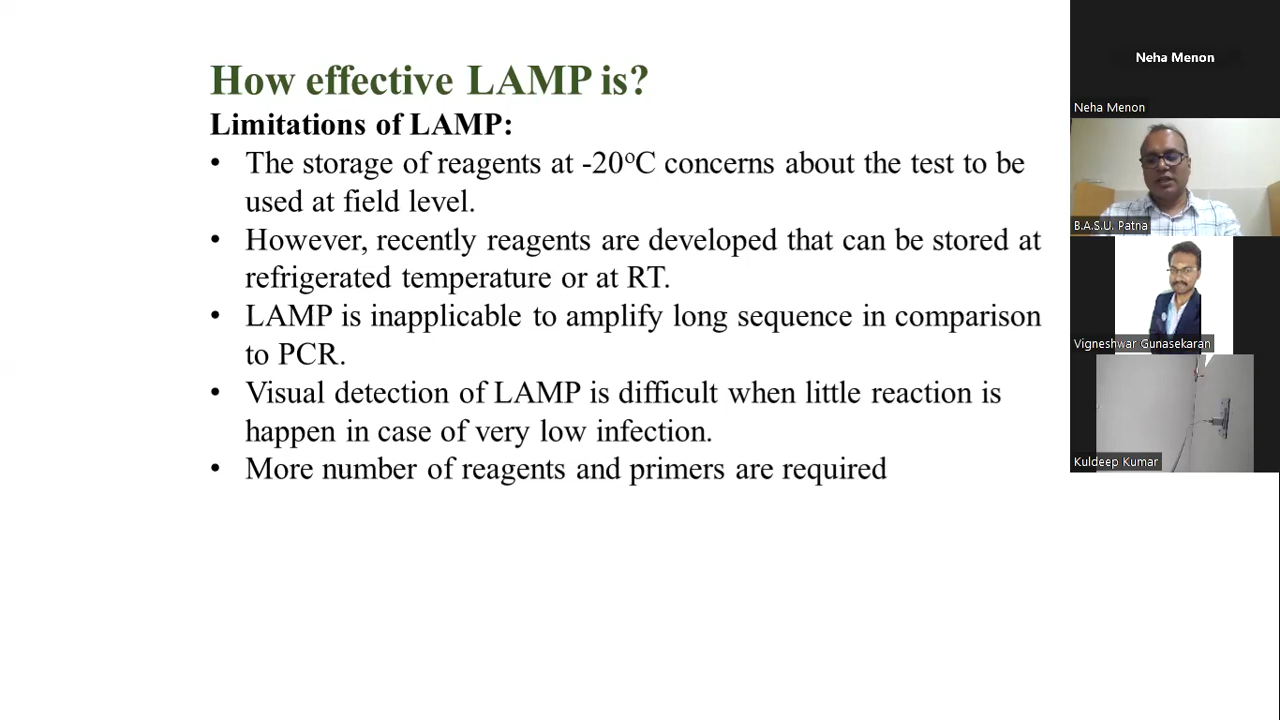 How effective LAMP is?
Limitations of LAMP:
• The storage of reagents at -20°C concerns about the test to be
used at field level.
• However, recently reagents are developed that can be stored at
refrigerated temperature or at RT.
• LAMP is inapplicable to amplify long sequence in comparison
to PCR.
• Visual detection of LAMP is difficult when little reaction is
happen in case of very low infection.
• More number of reagents and primers are required
Neha Menon
Neha Menon
B.A.S.U. Patna
Vigneshwar Gunasekaran
Kuldeep Kumar